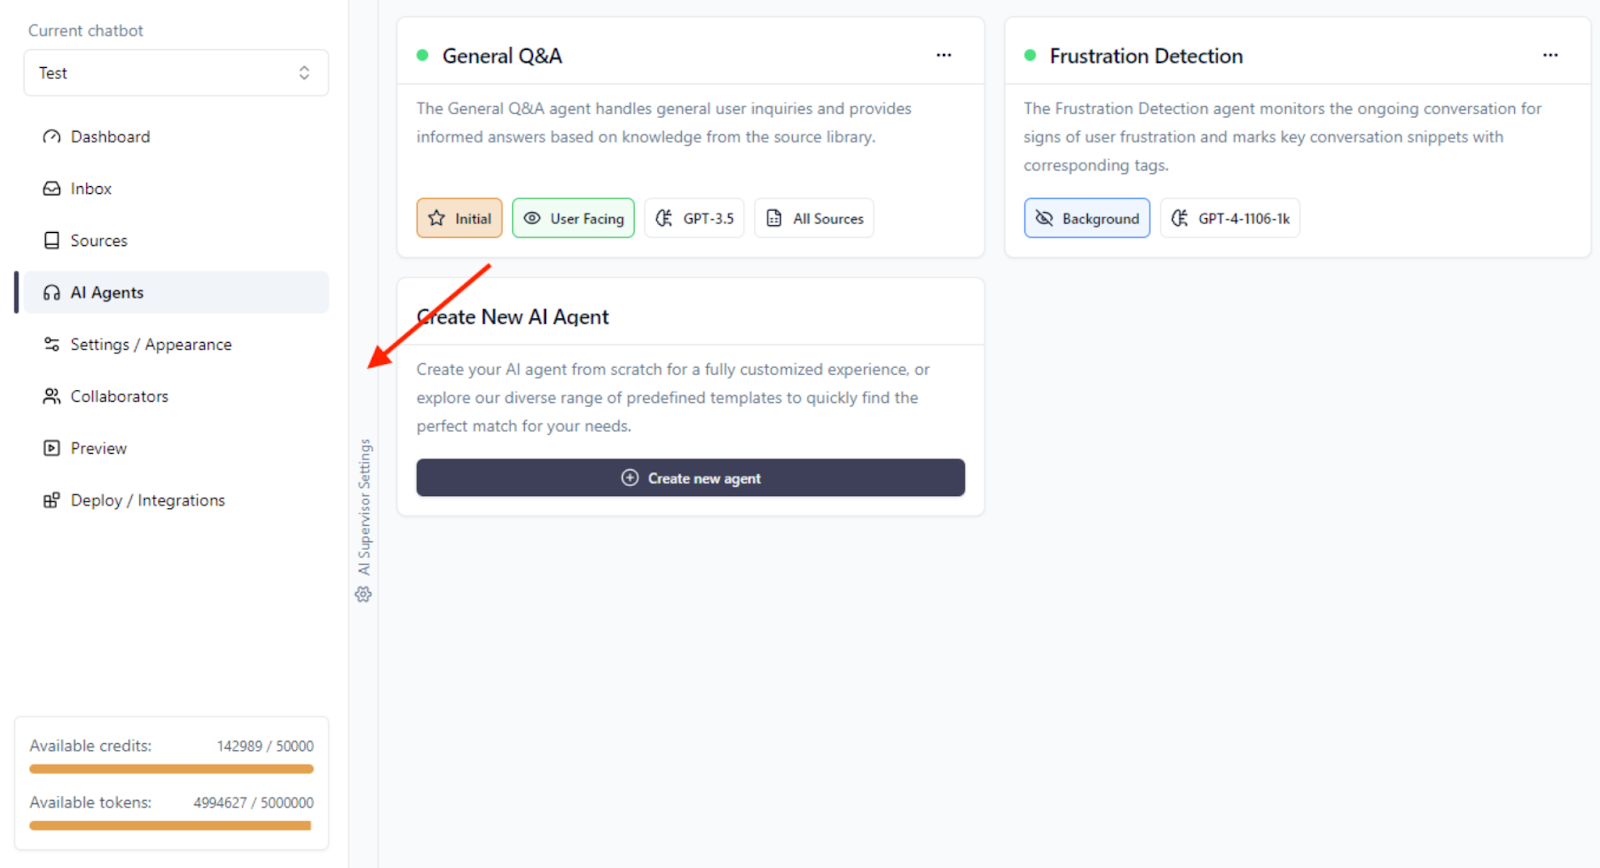 Current chatbot
Test
Dashboard
Inbox
Sources
AI Agents
Settings / Appearance
Collaborators
Preview
Deploy / Integrations
Available credits: 142989 / 50000
Available tokens: 4994627 / 5000000
AI Supervisor Settings
General Q&A
The General Q&A agent handles general user inquiries and provides
informed answers based on knowledge from the source library.
Initial User Facing GPT-3.5 All Sources
Frustration Detection
The Frustration Detection agent monitors the ongoing conversation for
signs of user frustration and marks key conversation snippets with
corresponding tags.
Background GPT-4-1106-1k
Create New AI Agent
Create your AI agent from scratch for a fully customized experience, or
explore our diverse range of predefined templates to quickly find the
perfect match for your needs.
Create new agent